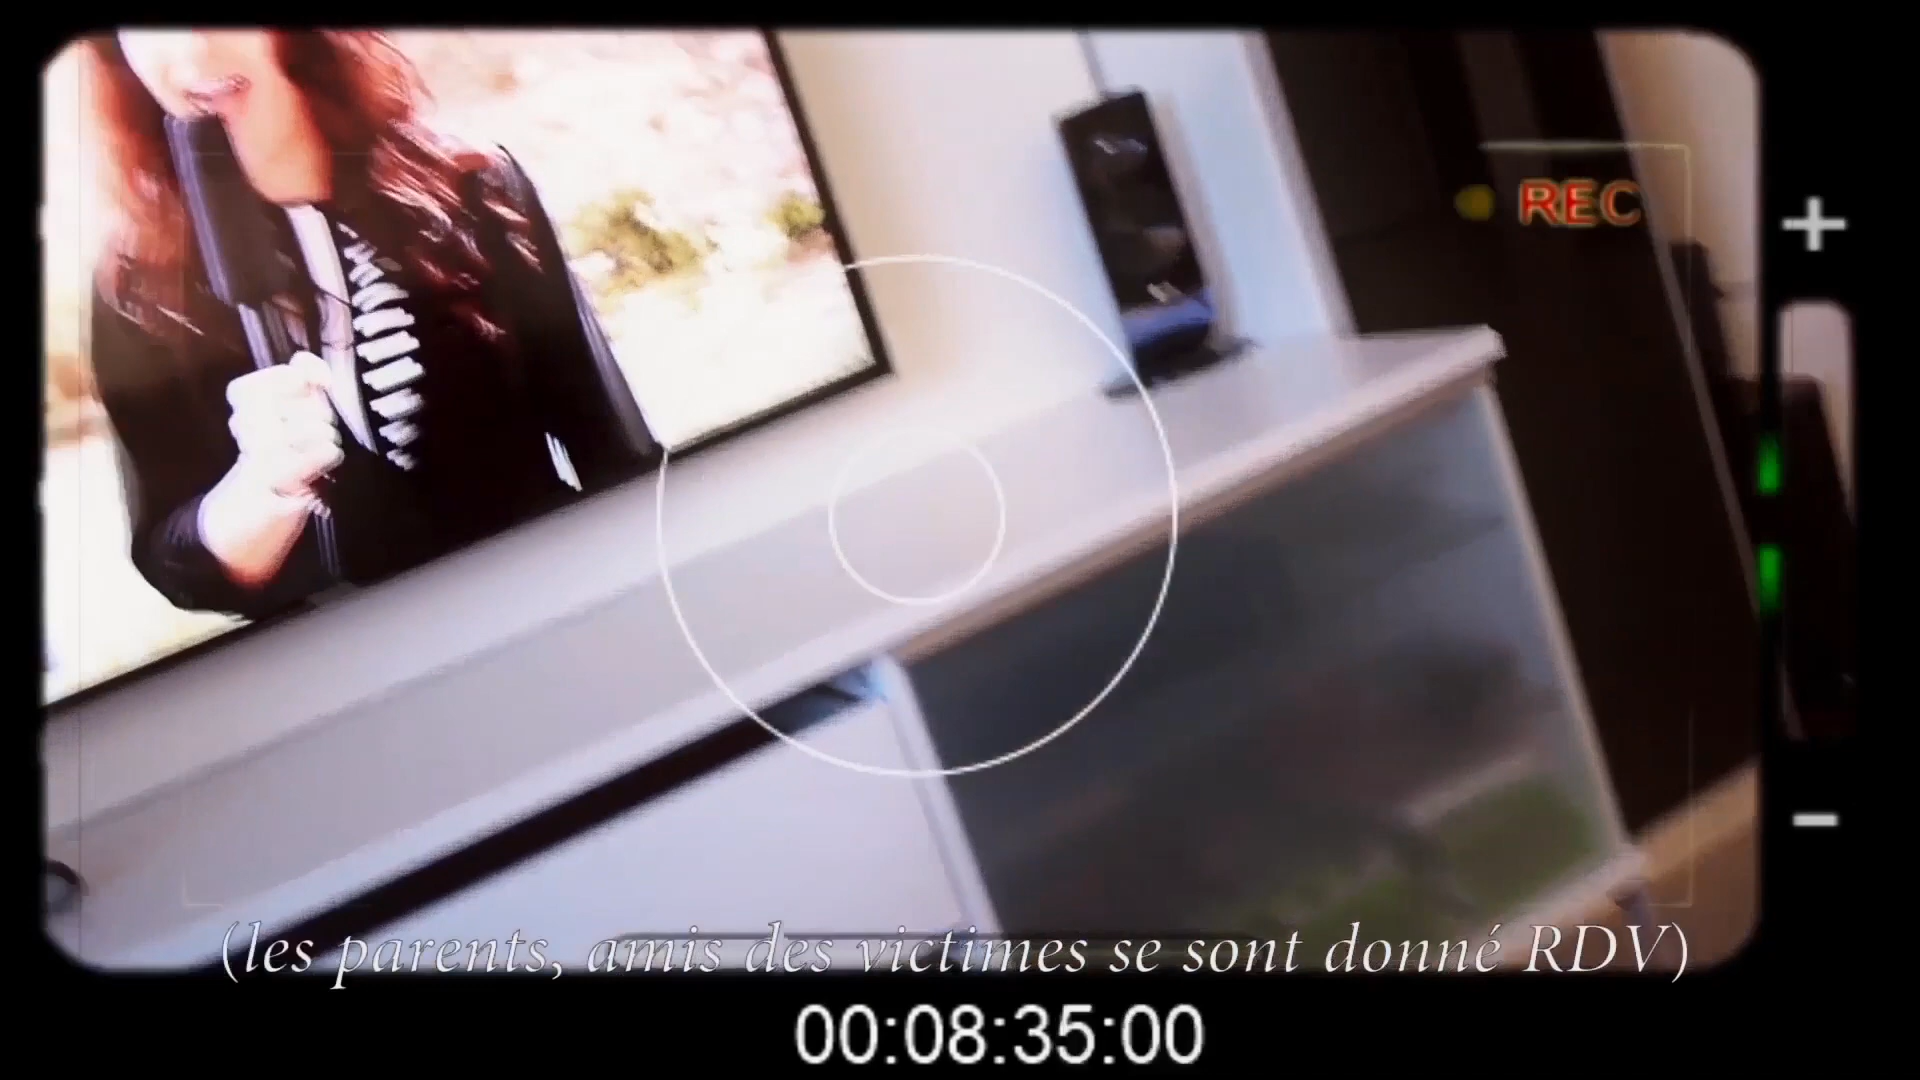 REC
(les parents, amis des victimes se sont donné RDV)
00:08:35:00